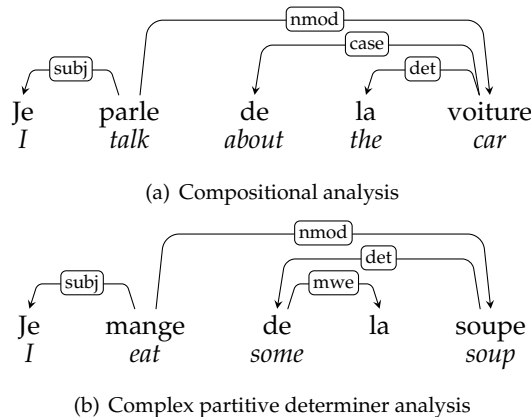 nmod
case
subj det
Je parle de la voiture
I talk about the car
(a) Compositional analysis
nmod
det
subj mwe
Je mange de la soupe
I eat some soup
(b) Complex partitive determiner analysis